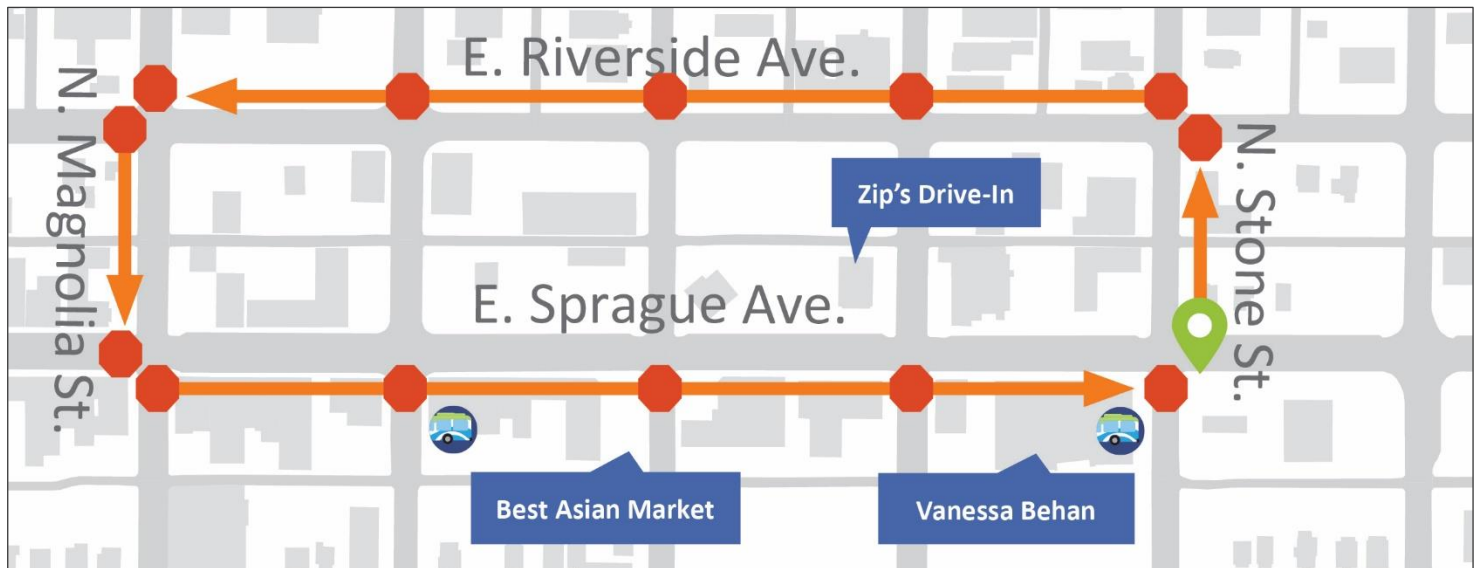 E. Riverside Ave.
N. Magnolia St.
N. Stone St.
Zip's Drive-In
E. Sprague Ave.
Best Asian Market
Vanessa Behan